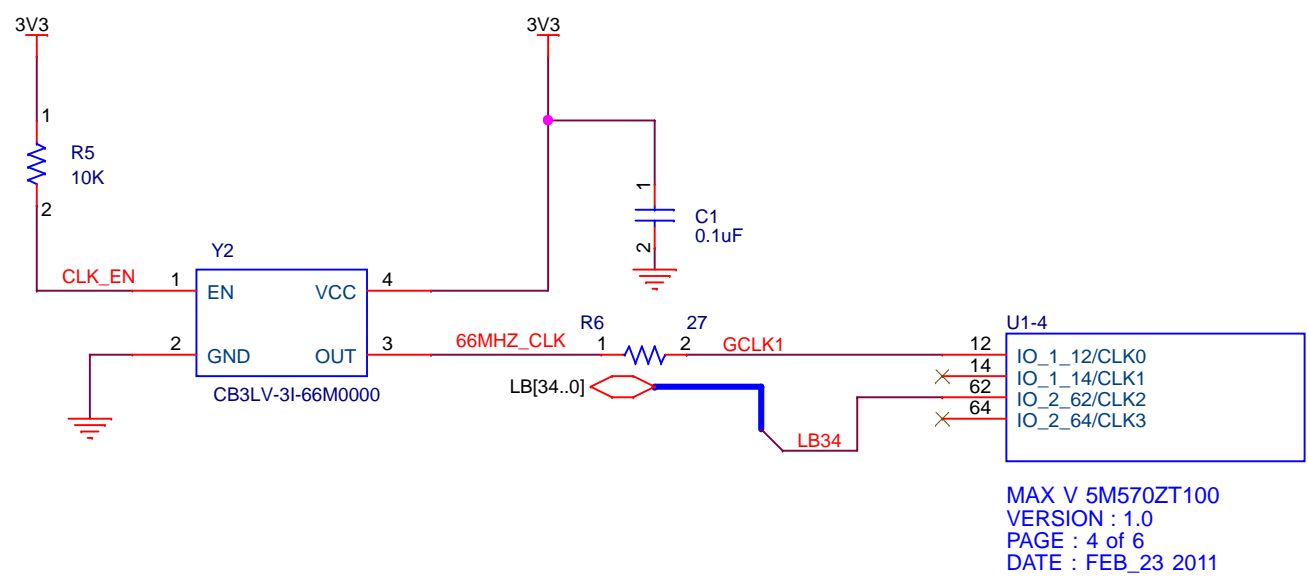 3V3
3V3
1
R5
10K
2
1
C1
0.1uF
2
Y2
CLK_EN
1
EN
VCC
4
2
GND
OUT
3
CB3LV-3I-66M0000
66MHZ_CLK
R6
27
1
2
GCLK1
LB[34..0]
LB34
U1-4
12
IO_1_12/CLK0
14
IO_1_14/CLK1
62
IO_2_62/CLK2
64
IO_2_64/CLK3
MAX V 5M570ZT100
VERSION : 1.0
PAGE : 4 of 6
DATE : FEB_23 2011